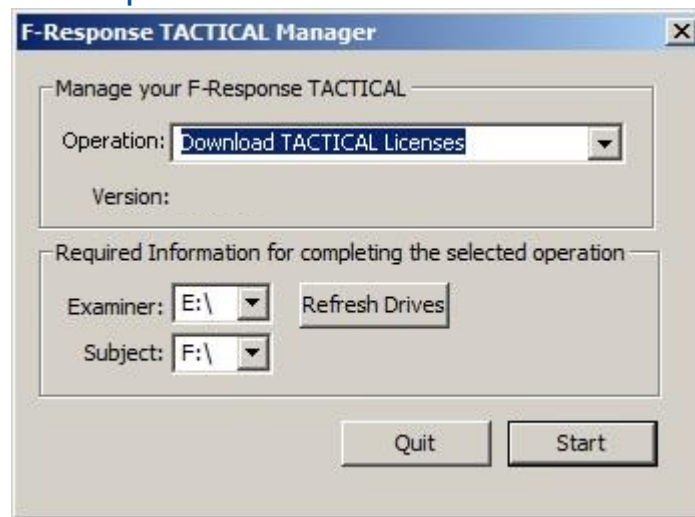 F-Response TACTICAL Manager
Manage your F-Response TACTICAL
Operation: Download TACTICAL Licenses
Version:
Required Information for completing the selected operation
Examiner: E:\ Refresh Drives
Subject: F:\
Quit Start